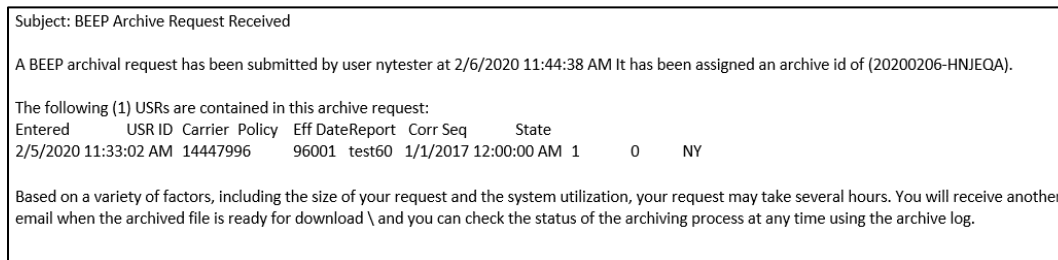 Subject: BEEP Archive Request Received
A BEEP archival request has been submitted by user nytester at 2/6/2020 11:44:38 AM It has been assigned an archive id of (20200206-HNJEQA).
The following (1) USRs are contained in this archive request:
Entered USR ID Carrier Policy Eff DateReport Corr Seq State
2/5/2020 11:33:02 AM 14447996 96001 test60 1/1/2017 12:00:00 AM 1 0 NY
Based on a variety of factors, including the size of your request and the system utilization, your request may take several hours. You will receive another
email when the archived file is ready for download \ and you can check the status of the archiving process at any time using the archive log.